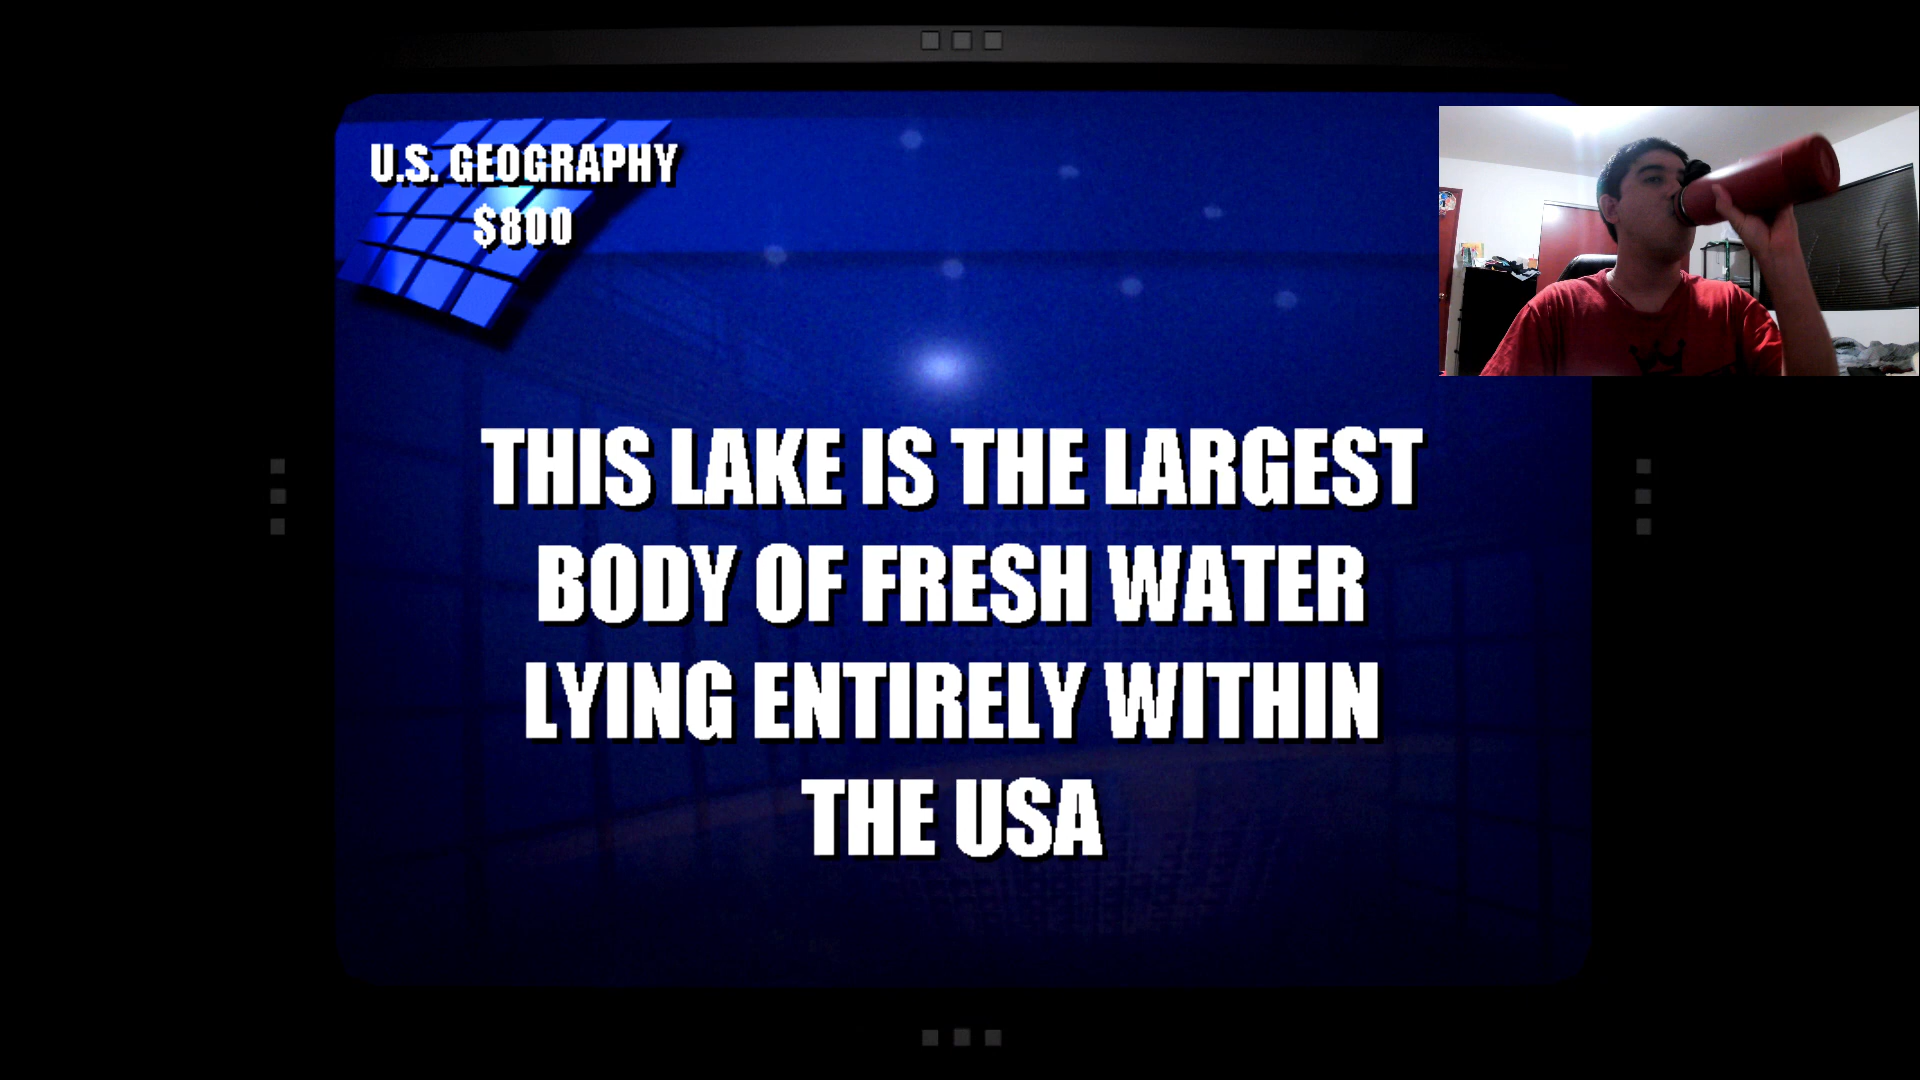 U.S. GEOGRAPHY
$800
THIS LAKE IS THE LARGEST
BODY OF FRESH WATER
LYING ENTIRELY WITHIN
THE USA